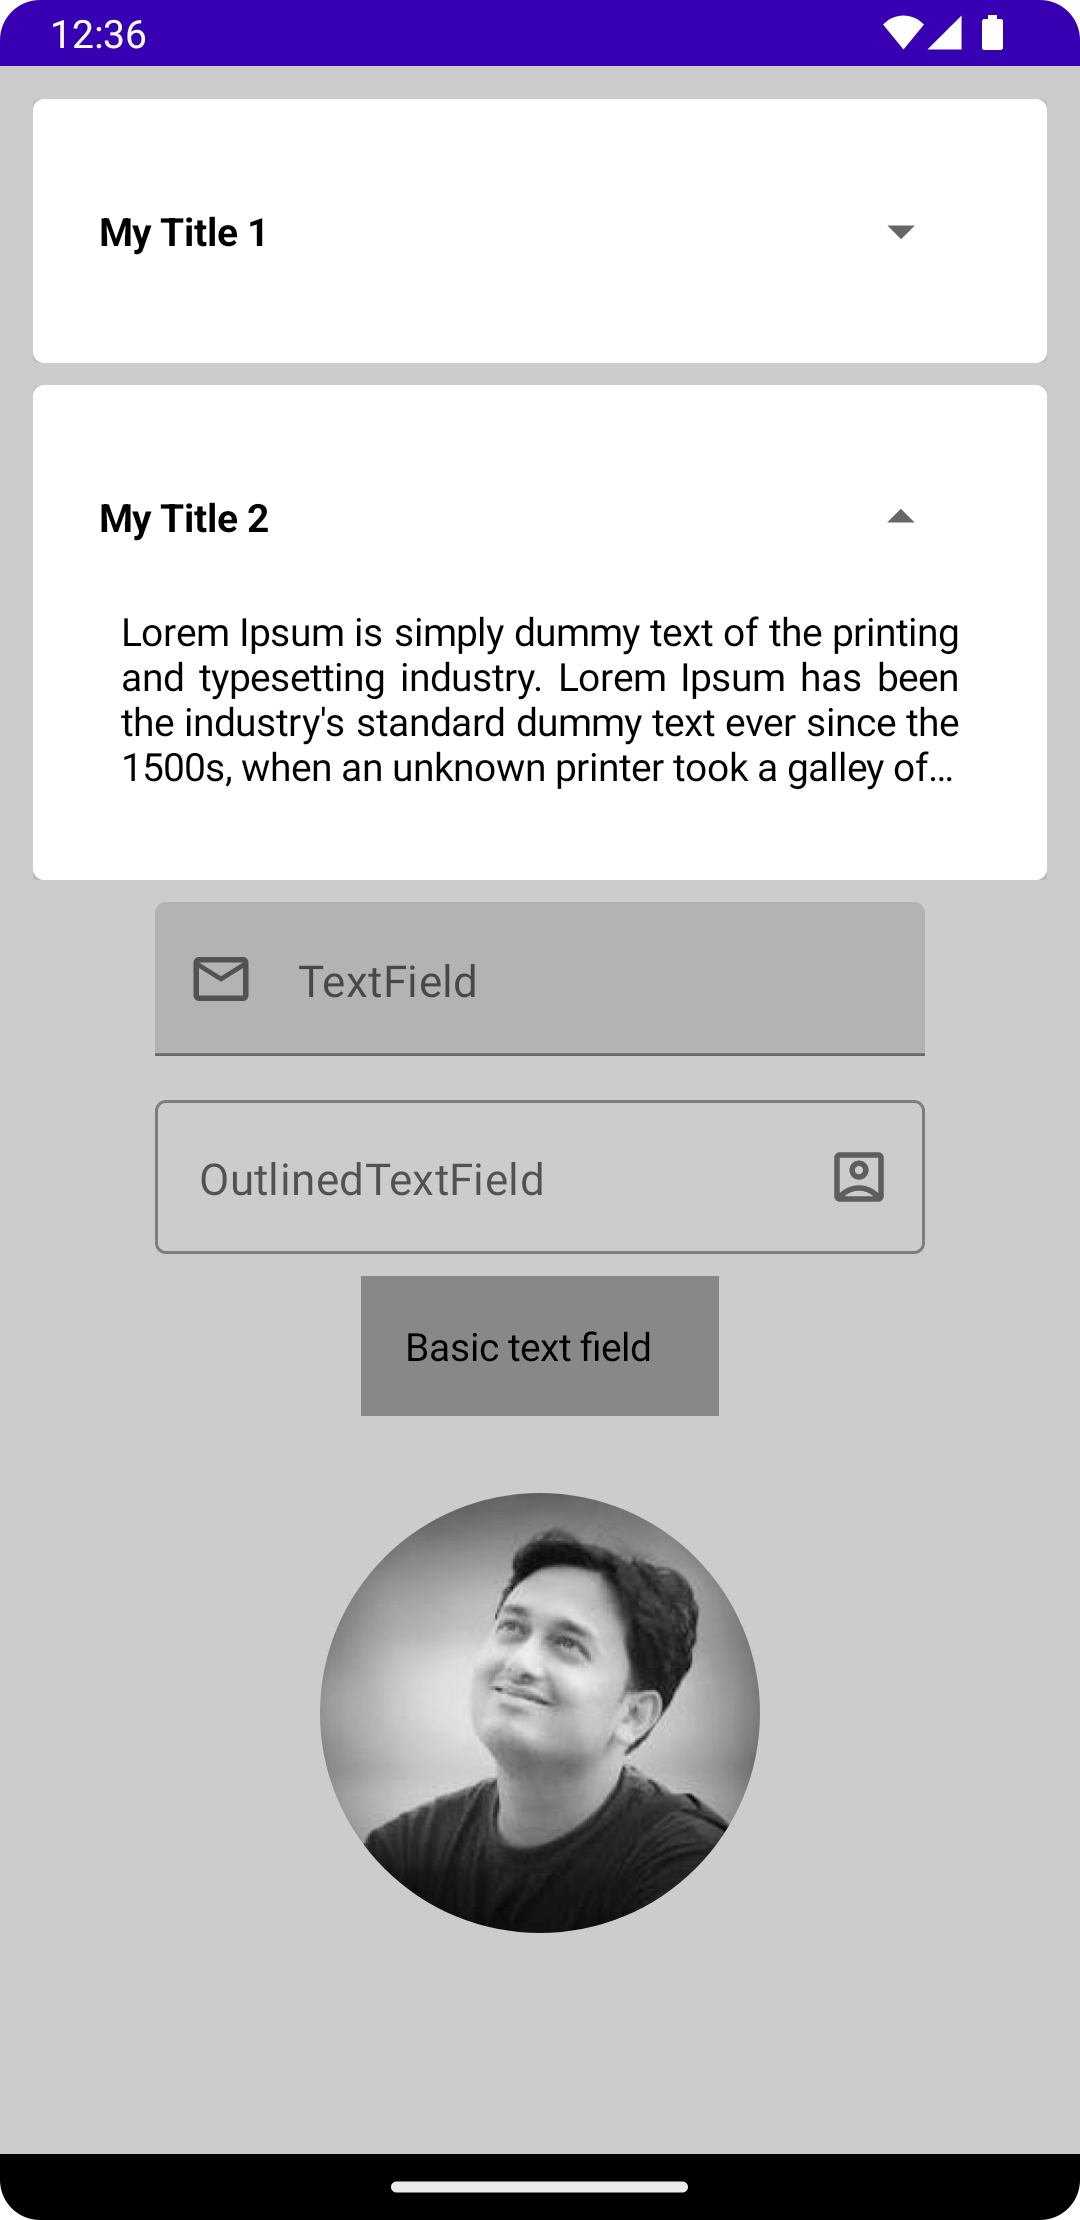 12:36
My Title 1
My Title 2
Lorem Ipsum is simply dummy text of the printing
and typesetting industry. Lorem Ipsum has been
the industry's standard dummy text ever since the
1500s, when an unknown printer took a galley of…
TextField
OutlinedTextField
Basic text field